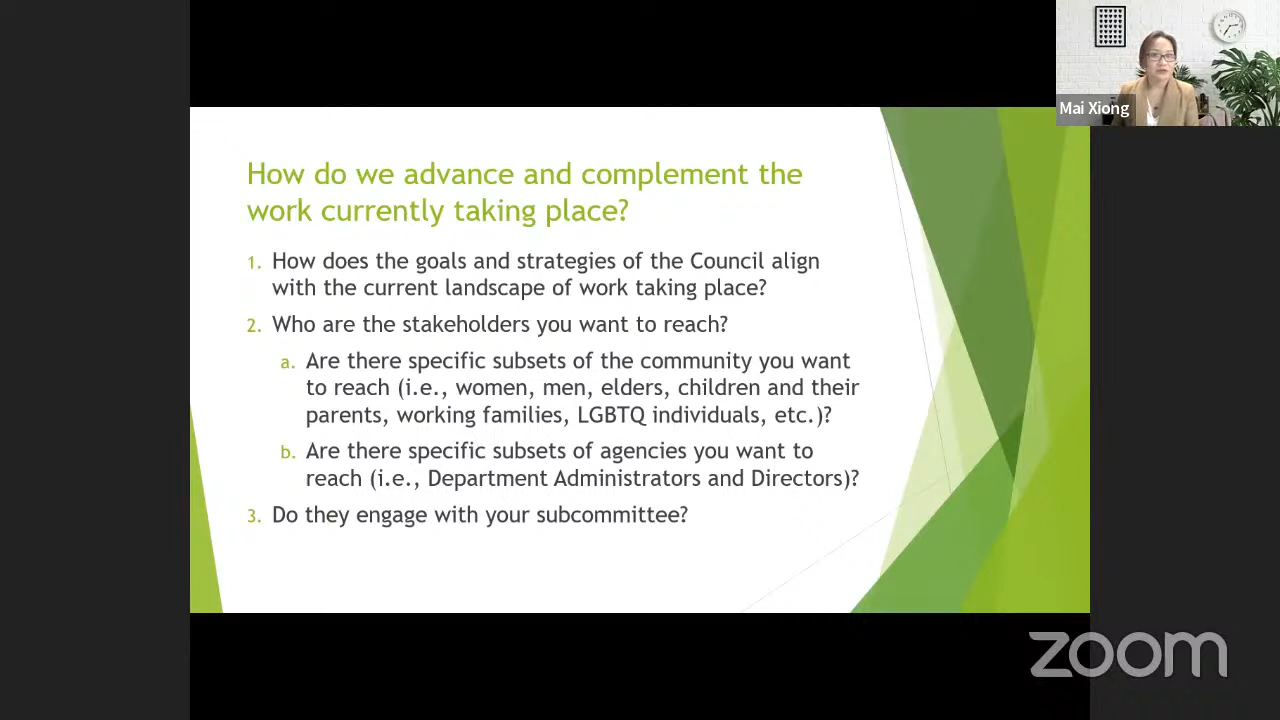 Mai Xiong
How do we advance and complement the
work currently taking place?
1. How does the goals and strategies of the Council align
with the current landscape of work taking place?
2. Who are the stakeholders you want to reach?
a. Are there specific subsets of the community you want
to reach (i.e., women, men, elders, children and their
parents, working families, LGBTQ individuals, etc.)?
b. Are there specific subsets of agencies you want to
reach (i.e., Department Administrators and Directors)?
3. Do they engage with your subcommittee?
zoom